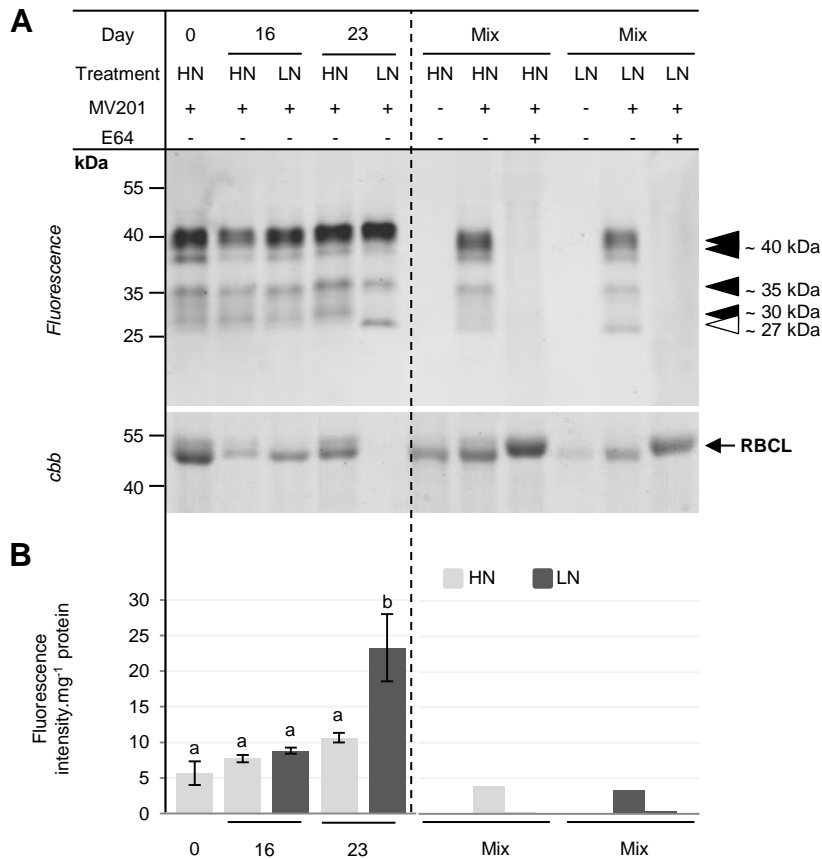 A
Day 0 16 23 Mix Mix
Treatment HN HN LN HN LN HN HN HN LN LN LN
MV201 + + + + + - + + - + +
E64 - - - - - - - + - - +
kDa
55
40
35
25
Fluorescence
~ 40 kDa
~ 35 kDa
~ 30 kDa
~ 27 kDa
55
40
cbb
RBCL
B
HN LN
Fluorescence
intensity.mg-1 protein
30
25
20
15
10
5
0
a a a a b
0 16 23 Mix Mix